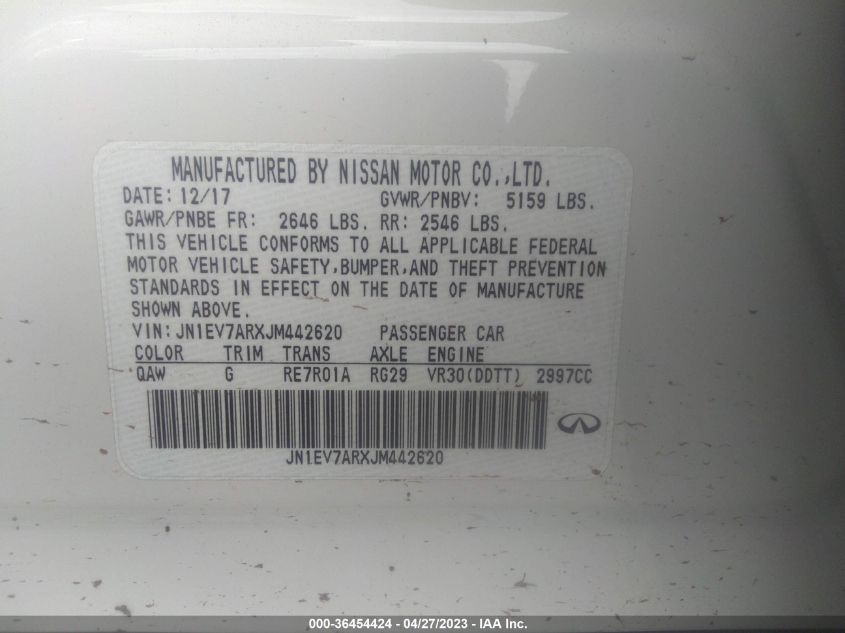 MANUFACTURED BY NISSAN MOTOR CO.,LTD.
DATE: 12/17 GVWR/PNBV: 5159 LBS.
GAWR/PNBE FR: 2646 LBS. RR: 2546 LBS.
THIS VEHICLE CONFORMS TO ALL APPLICABLE FEDERAL
MOTOR VEHICLE SAFETY,BUMPER,AND THEFT PREVENTION
STANDARDS IN EFFECT ON THE DATE OF MANUFACTURE
SHOWN ABOVE.
VIN:JN1EV7ARXJM442620 PASSENGER CAR
COLOR TRIM TRANS AXLE ENGINE
QAW G RE7R01A RG29 VR30(DDTT) 2997CC
JN1EV7ARXJM442620
000-36454424 - 04/27/2023 - IAA Inc.